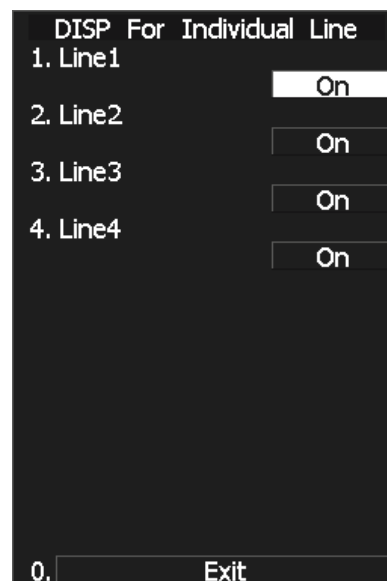 DISP For Individual Line
1. Line1
On
2. Line2
On
3. Line3
On
4. Line4
On
0. Exit